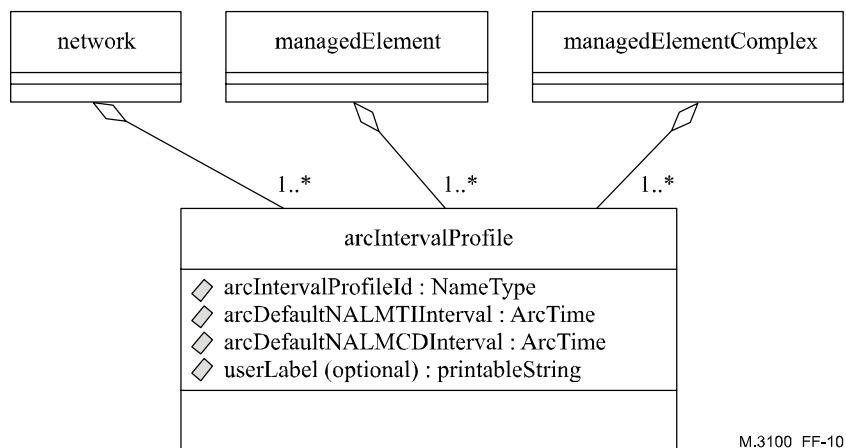 network
managedElement
managedElementComplex
1..*
1..*
1..*
arcIntervalProfile
arcIntervalProfileId : NameType
arcDefaultNALMTIInterval : ArcTime
arcDefaultNALMCDInterval : ArcTime
userLabel (optional) : printableString
M.3100_FF-10